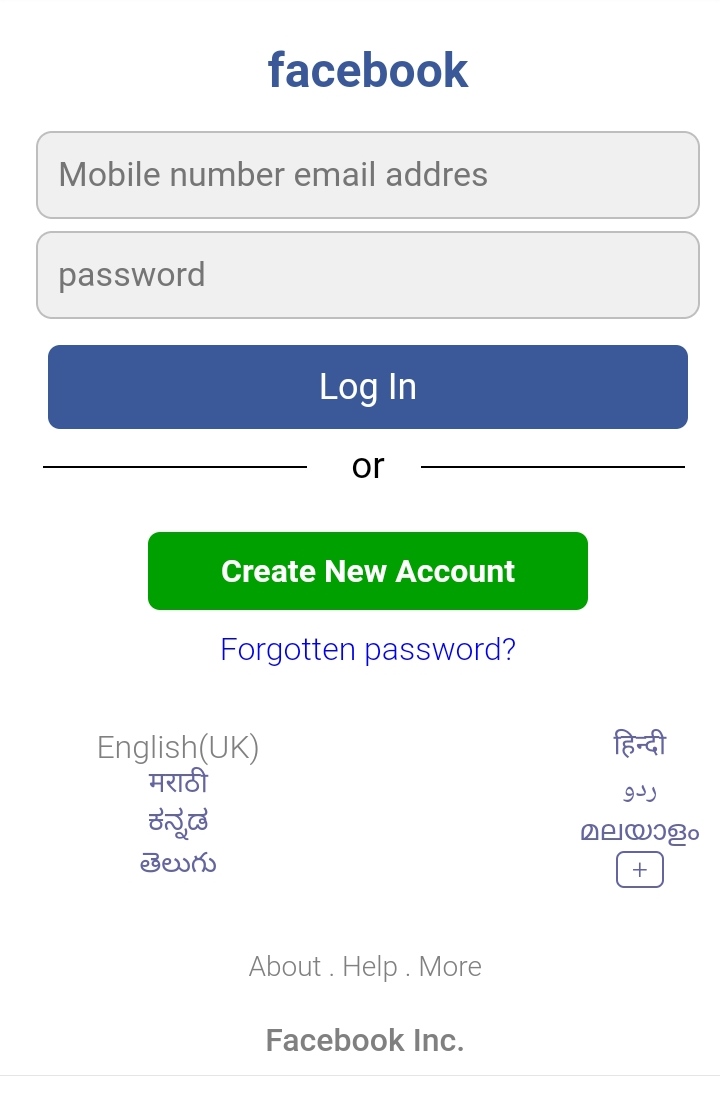 facebook
Mobile number email addres
password
Log In
or
Create New Account
Forgotten password?
English(UK)
मराठी
ಕನ್ನಡ
తెలుగు
हिन्दी
ردو
മലയാളം
+
About . Help . More
Facebook Inc.